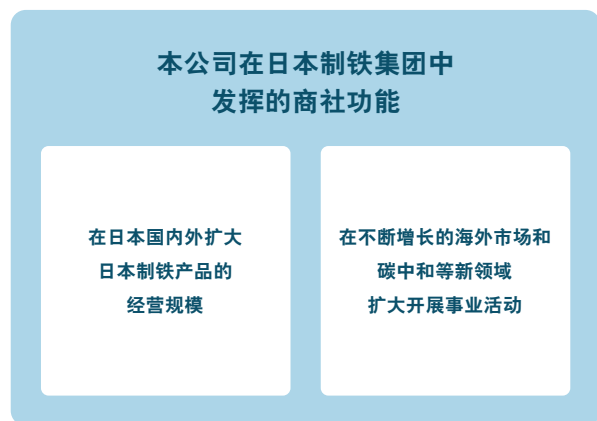 本公司在日本制铁集团中
发挥的商社功能
在日本国内外扩大
日本制铁产品的
经营规模
在不断增长的海外市场和
碳中和等新领域
扩大开展事业活动